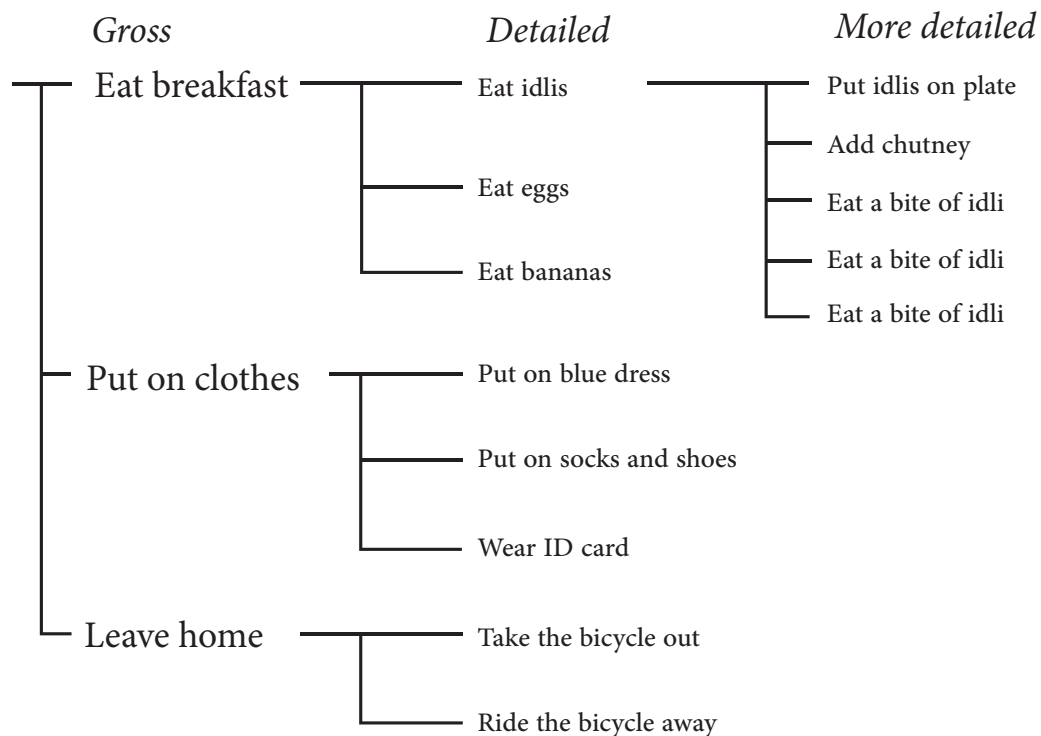 Gross
Detailed
More detailed
Eat breakfast
Eat idlis
Put idlis on plate
Add chutney
Eat a bite of idli
Eat a bite of idli
Eat a bite of idli
Eat eggs
Eat bananas
Put on clothes
Put on blue dress
Put on socks and shoes
Wear ID card
Leave home
Take the bicycle out
Ride the bicycle away